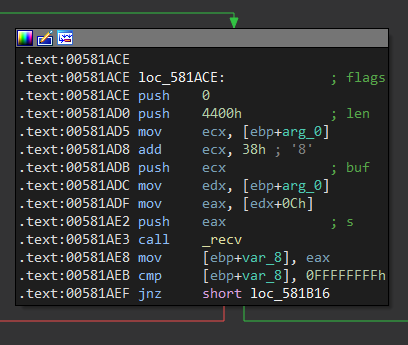 .text:00581ACE
.text:00581ACE loc_581ACE: ; flags
.text:00581ACE push 0
.text:00581AD0 push 4400h ; len
.text:00581AD5 mov ecx, [ebp+arg_0]
.text:00581AD8 add ecx, 38h ; '8'
.text:00581ADB push ecx ; buf
.text:00581ADC mov edx, [ebp+arg_0]
.text:00581ADF mov eax, [edx+0Ch]
.text:00581AE2 push eax ; s
.text:00581AE3 call _recv
.text:00581AE8 mov [ebp+var_8], eax
.text:00581AEB cmp [ebp+var_8], 0FFFFFFFFh
.text:00581AEF jnz short loc_581B16